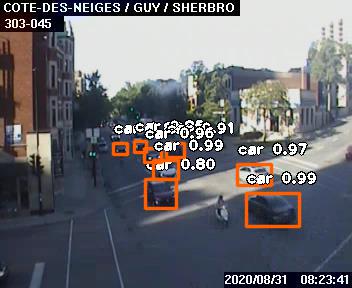 COTE-DES-NEIGES / GUY / SHERBRO
303-045
car 0.96
car 0.99
car 0.80
car 0.97
car 0.99
2020/08/31 08:23:41